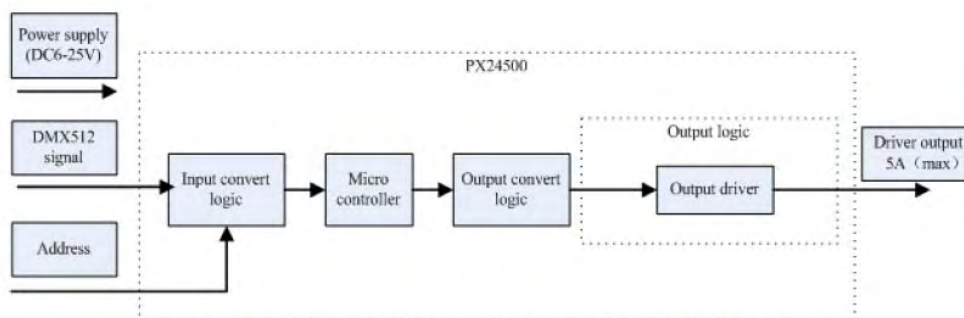 Power supply
(DC6-25V)
PX24500
DMX512
signal
Output logic
Driver output
5A（max）
Input convert
logic
Micro
controller
Output convert
logic
Output driver
Address